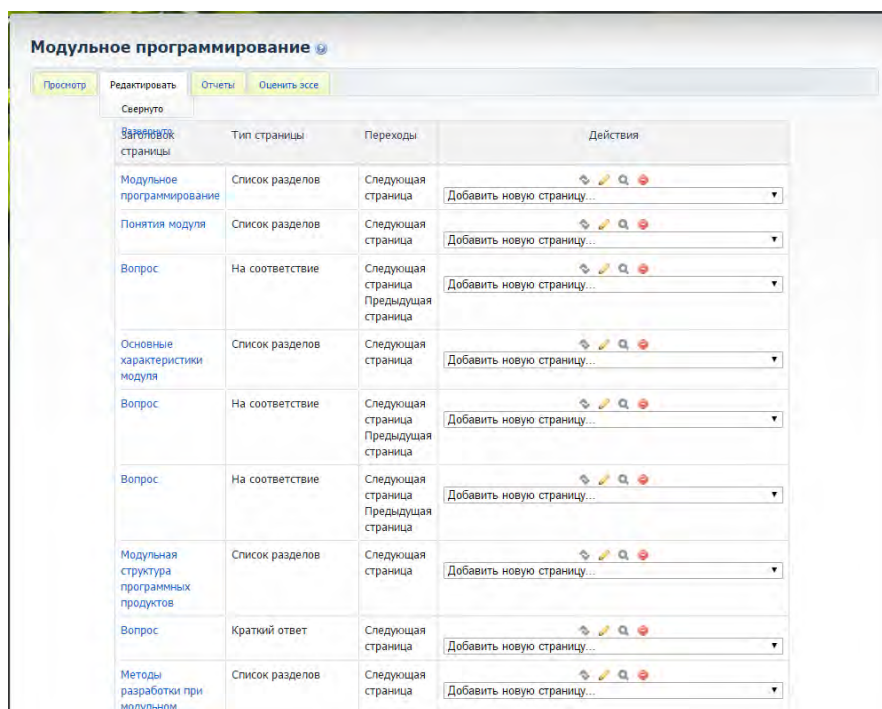 Модульное программирование
Просмотр Редактировать Отчеты Оценить эссе
Свернуто
Развернуто
Заголовок страницы Тип страницы Переходы Действия
Модульное программирование Список разделов Следующая страница
Добавить новую страницу...
Понятия модуля Список разделов Следующая страница
Добавить новую страницу...
Вопрос На соответствие Следующая страница Предыдущая страница
Добавить новую страницу...
Основные характеристики модуля Список разделов Следующая страница
Добавить новую страницу...
Вопрос На соответствие Следующая страница Предыдущая страница
Добавить новую страницу...
Вопрос На соответствие Следующая страница Предыдущая страница
Добавить новую страницу...
Модульная структура программных продуктов Список разделов Следующая страница
Добавить новую страницу...
Вопрос Краткий ответ Следующая страница
Добавить новую страницу...
Методы разработки при модульном Список разделов Следующая страница
Добавить новую страницу...